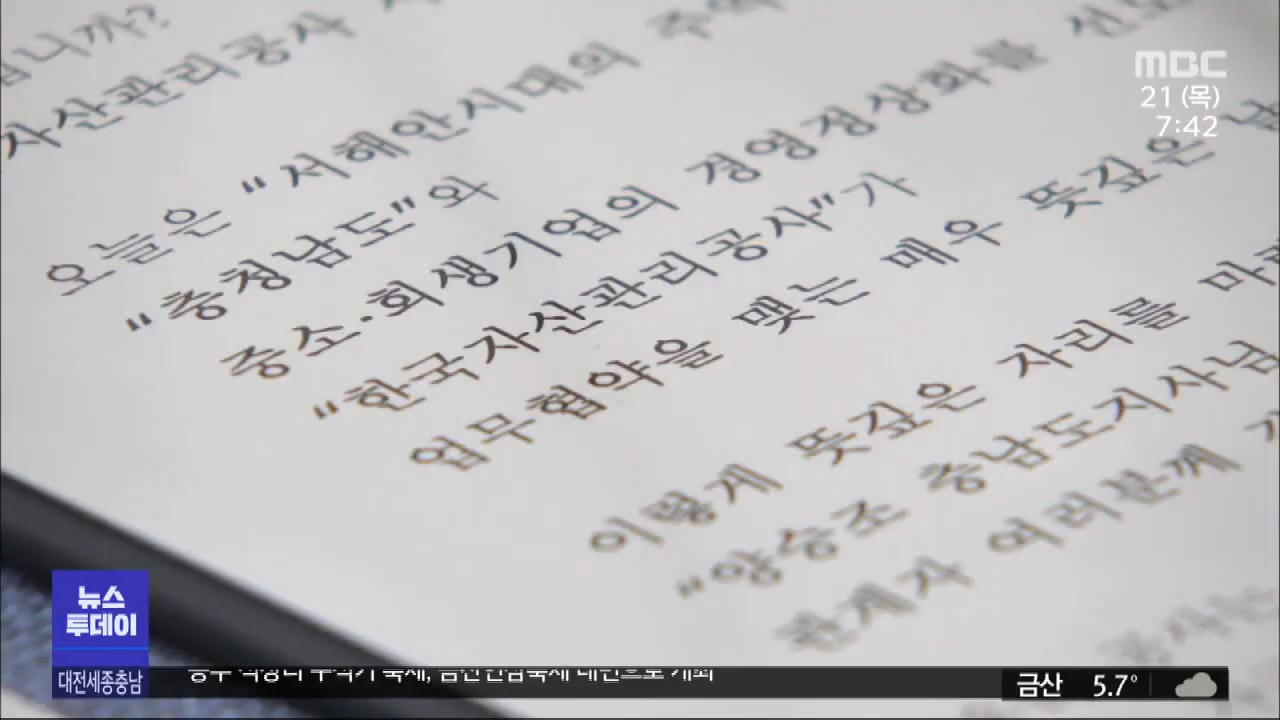 자산관리공사
오늘은 "서해안시대의
"충청남도"와
중소·회생기업의 경영정상화를
"한국자산관리공사"가
업무협약을 맺는 매우 뜻깊은
이렇게 뜻깊은 자리를
"양승조 충남도지사님
관계자 여러분께
MBC
21 (목)
7:42
뉴스
투데이
대전세종충남
금산 5.7°